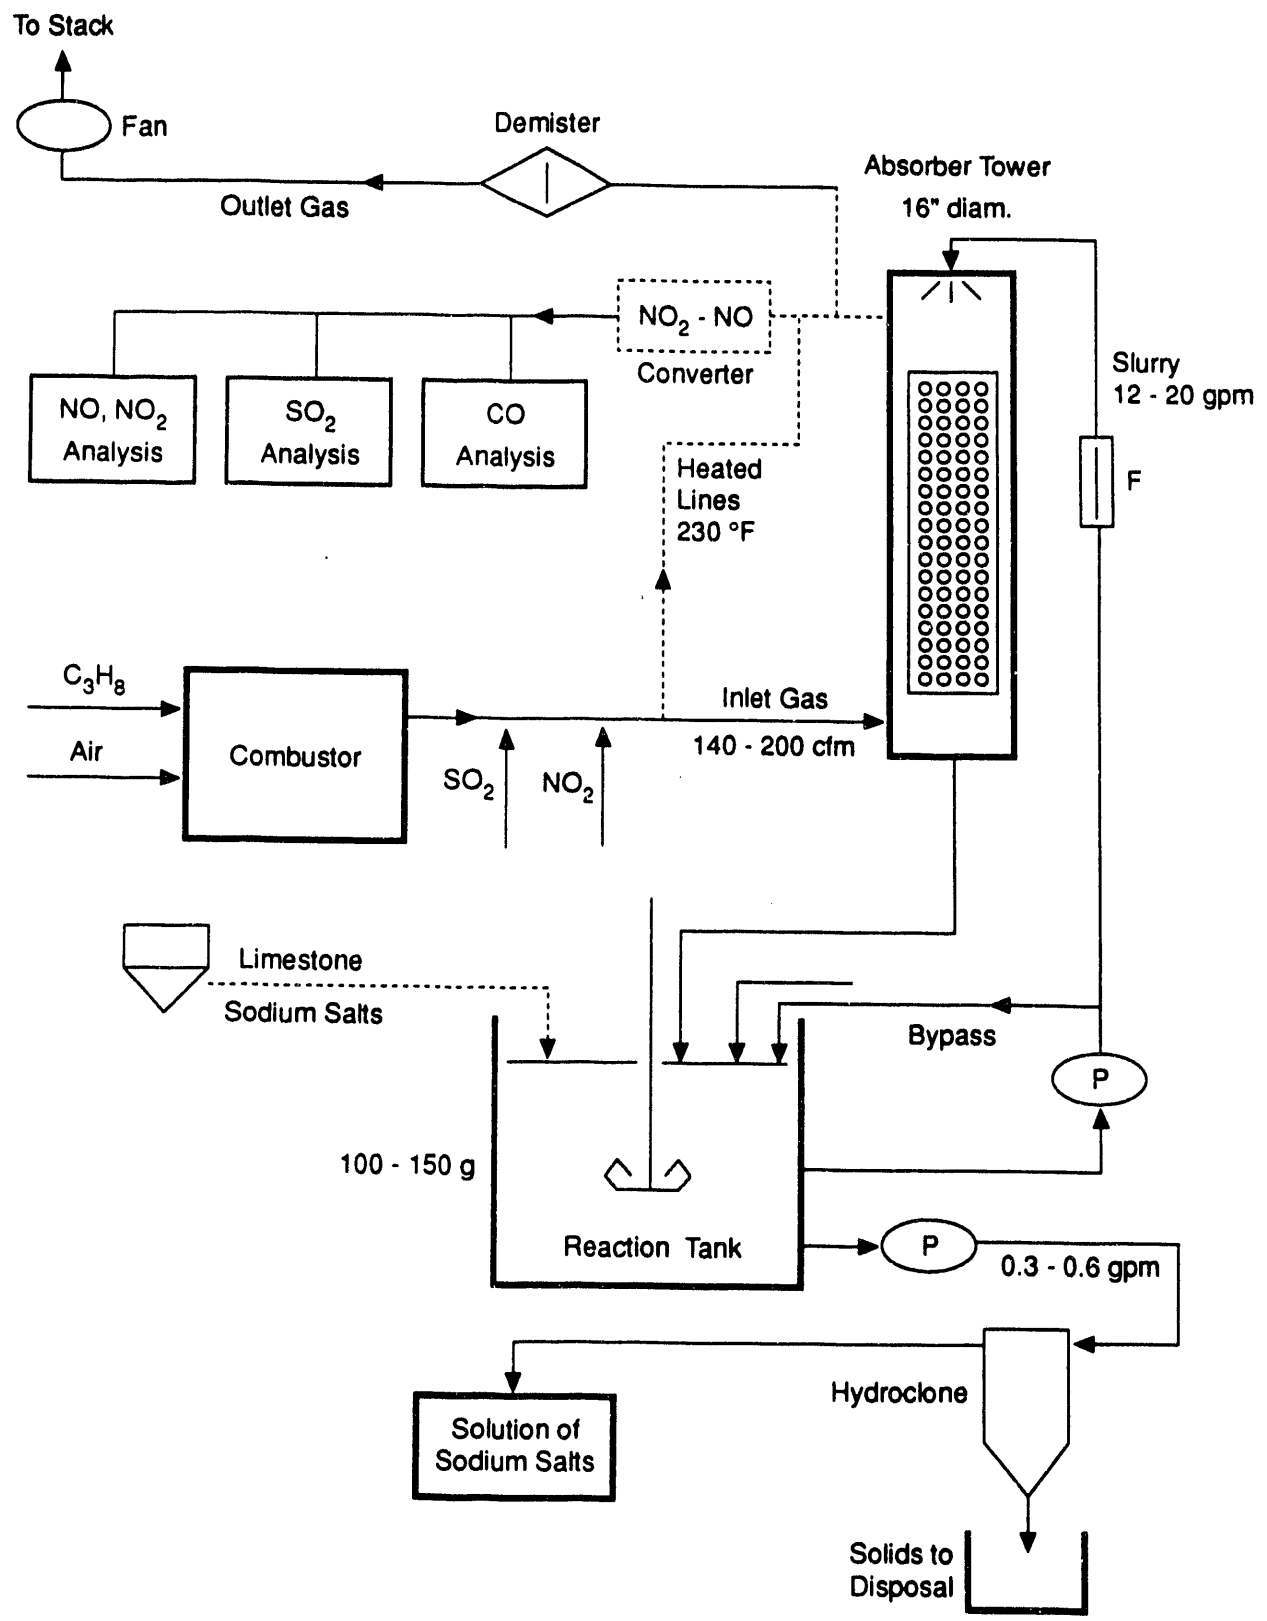 To Stack
Fan
Demister
Outlet Gas
Absorber Tower
16" diam.
NO₂ - NO
Converter
NO, NO₂
Analysis
SO₂
Analysis
CO
Analysis
Slurry
12 - 20 gpm
F
Heated
Lines
230 °F
C₃H₈
Air
Combustor
SO₂
NO₂
Inlet Gas
140 - 200 cfm
Limestone
Sodium Salts
Bypass
P
100 - 150 g
Reaction Tank
P
0.3 - 0.6 gpm
Hydroclone
Solution of
Sodium Salts
Solids to
Disposal